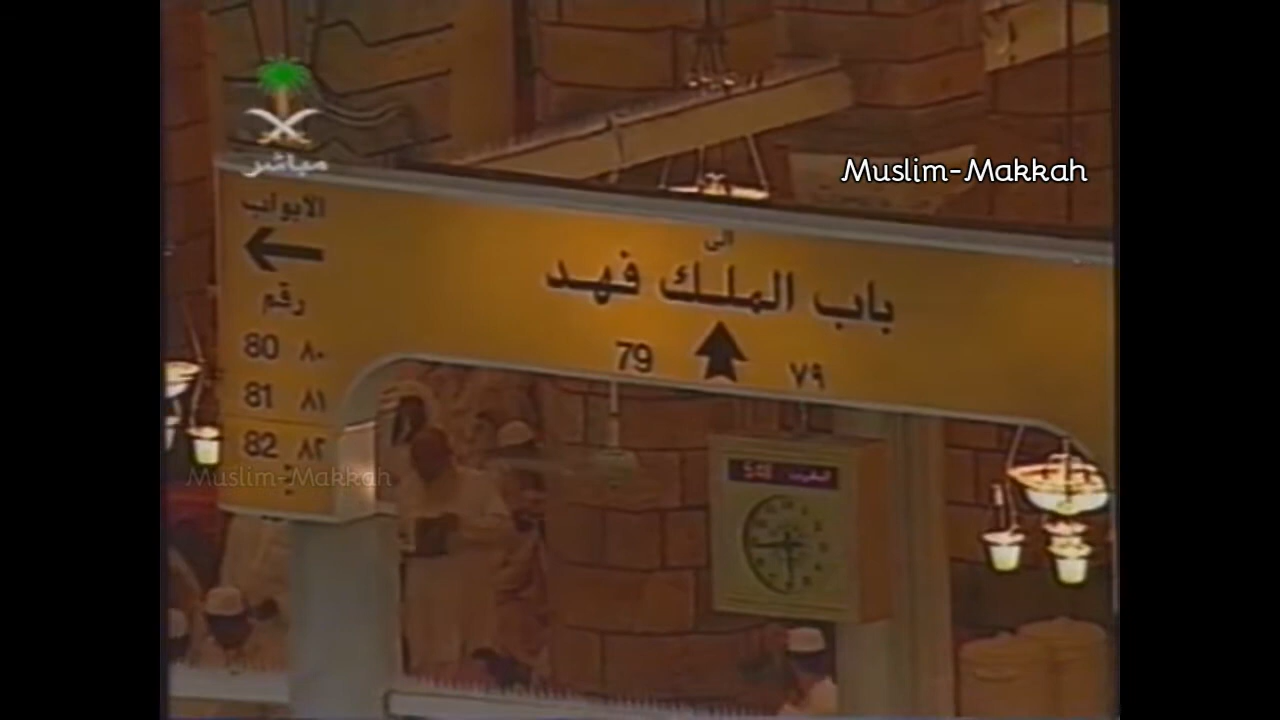 مباشر
Muslim-Makkah
الابواب
رقم
80 ٨٠
81 ٨١
82 ٨٢
الى
باب الملك فهد
79 ٧٩
المغرب
Muslim-Makkah